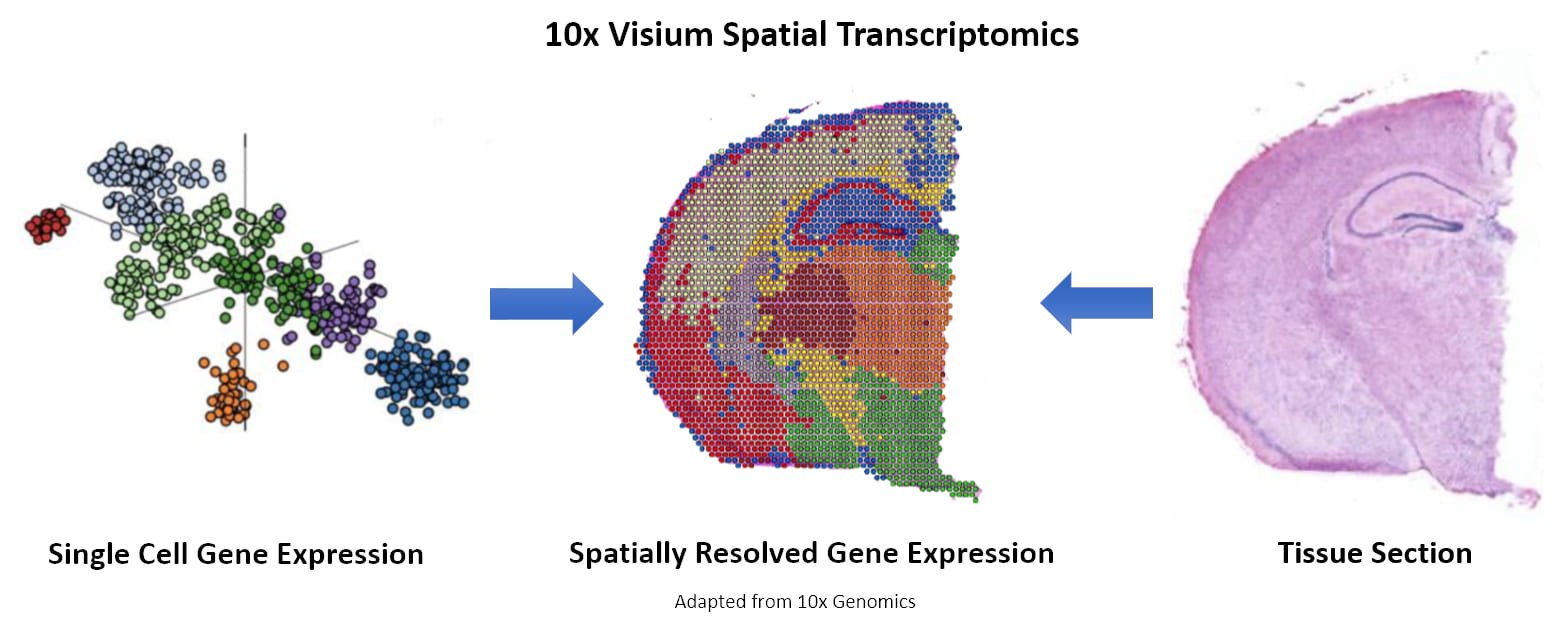 10x Visium Spatial Transcriptomics
Single Cell Gene Expression
Spatially Resolved Gene Expression
Tissue Section
Adapted from 10x Genomics